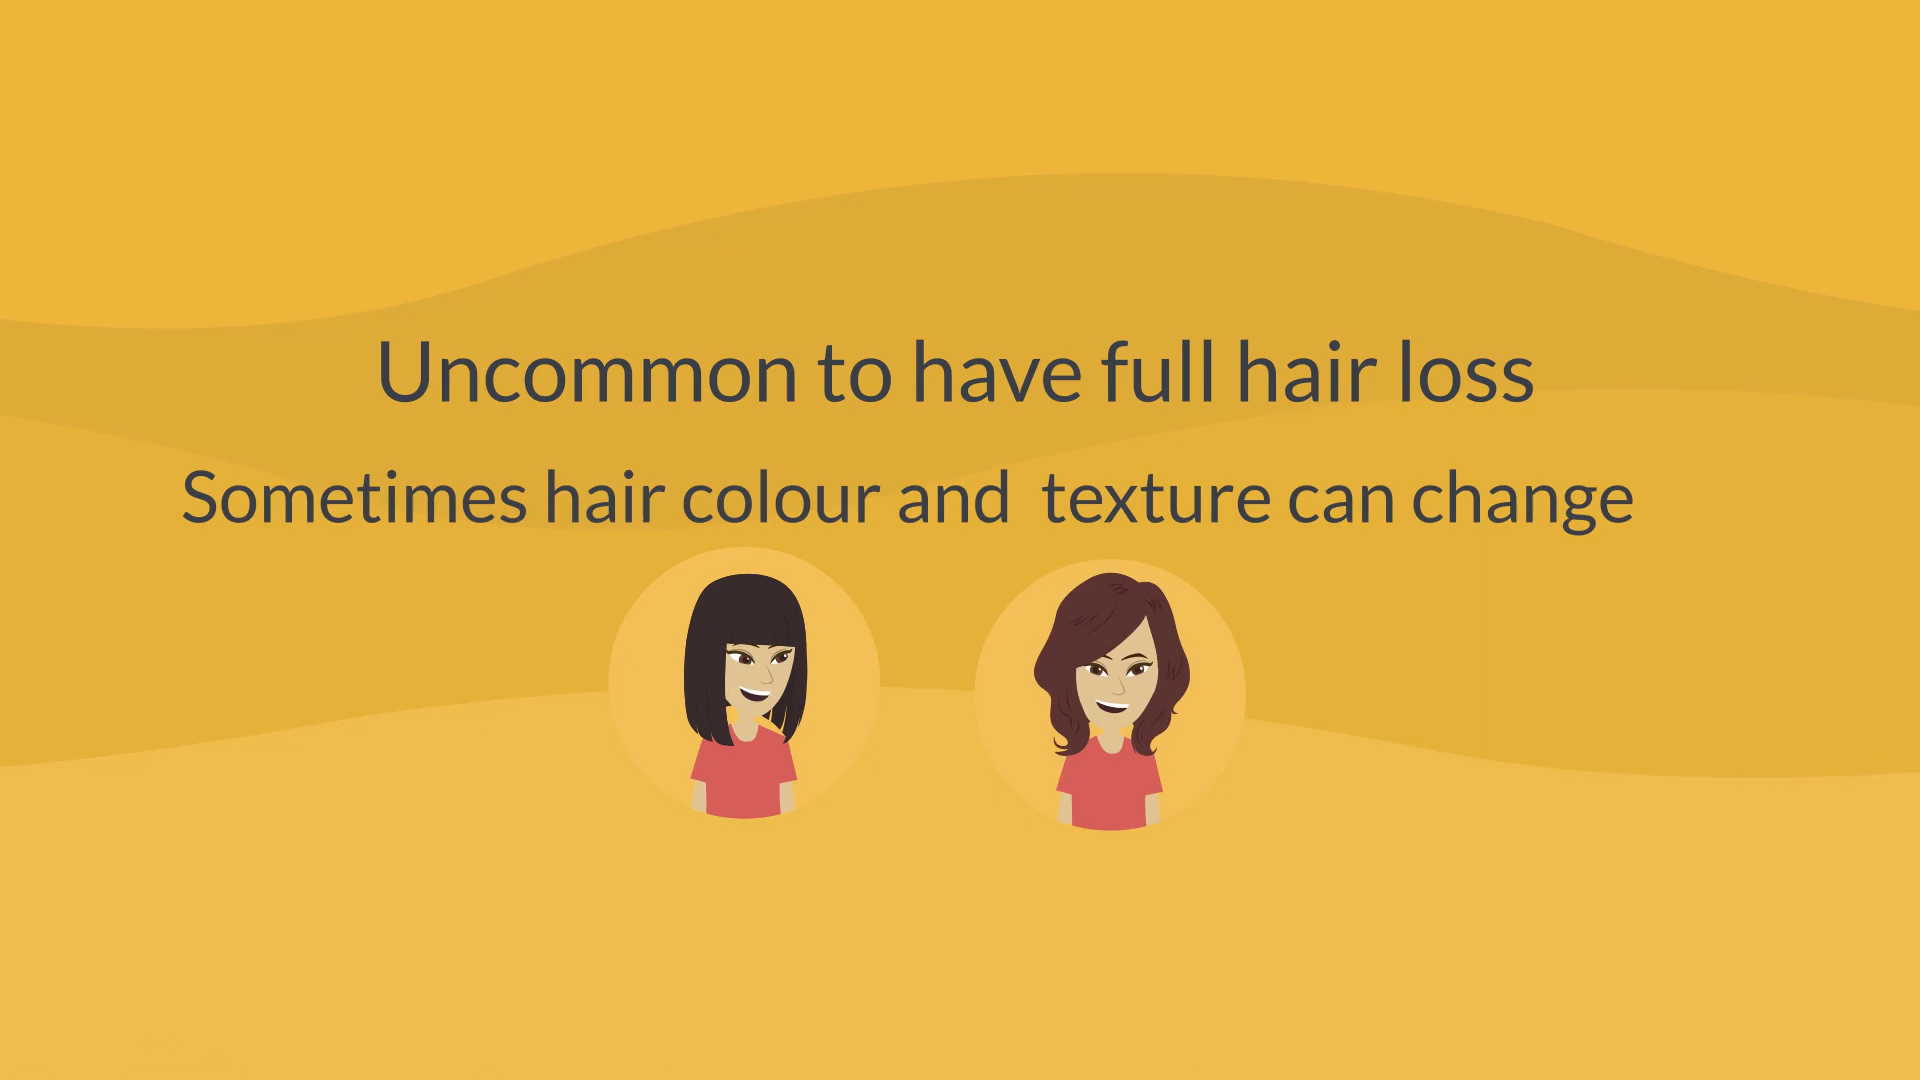 Uncommon to have full hair loss
Sometimes hair colour and  texture can change